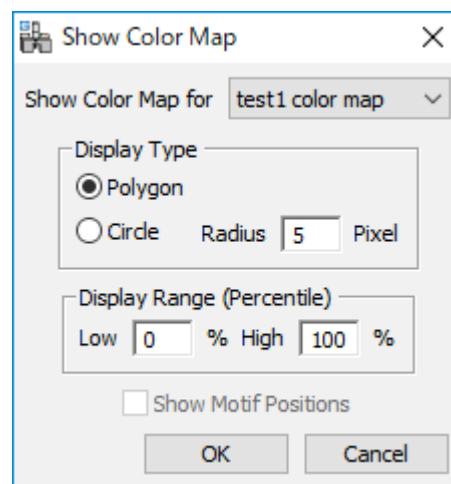 Show Color Map
Show Color Map for test1 color map
Display Type
Polygon
Circle Radius 5 Pixel
Display Range (Percentile)
Low 0 % High 100 %
Show Motif Positions
OK Cancel